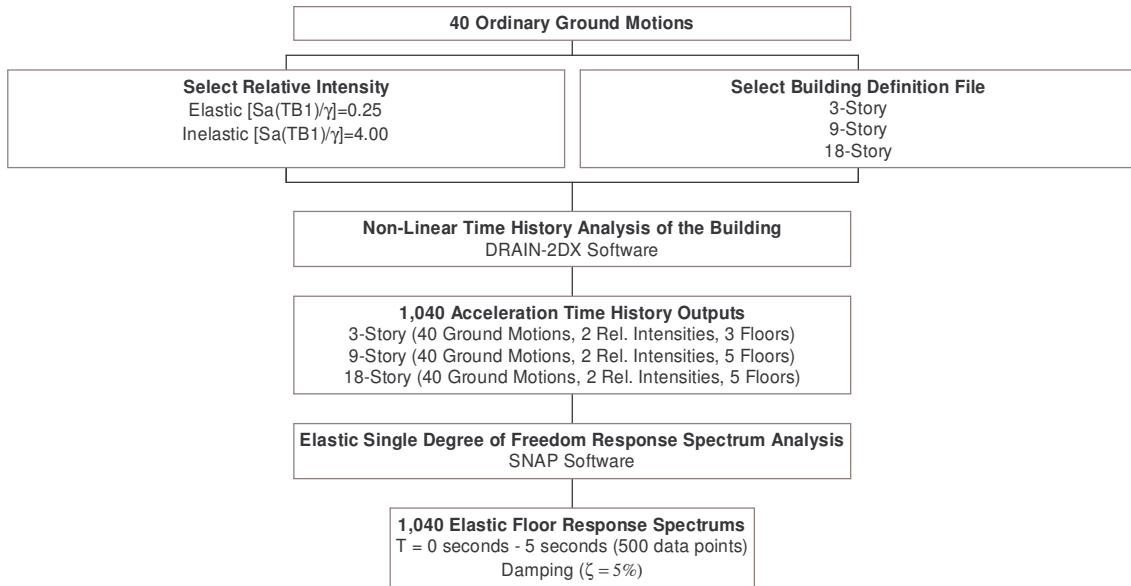 40 Ordinary Ground Motions
Select Relative Intensity
Elastic [Sa(TB1)/γ]=0.25
Inelastic [Sa(TB1)/γ]=4.00
Select Building Definition File
3-Story
9-Story
18-Story
Non-Linear Time History Analysis of the Building
DRAIN-2DX Software
1,040 Acceleration Time History Outputs
3-Story (40 Ground Motions, 2 Rel. Intensities, 3 Floors)
9-Story (40 Ground Motions, 2 Rel. Intensities, 5 Floors)
18-Story (40 Ground Motions, 2 Rel. Intensities, 5 Floors)
Elastic Single Degree of Freedom Response Spectrum Analysis
SNAP Software
1,040 Elastic Floor Response Spectrums
T = 0 seconds - 5 seconds (500 data points)
Damping (ζ = 5%)